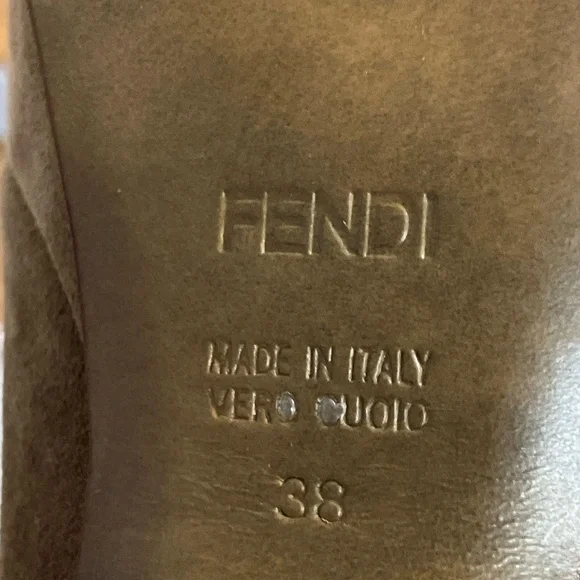 FENDI
MADE IN ITALY
VERO CUOIO
38